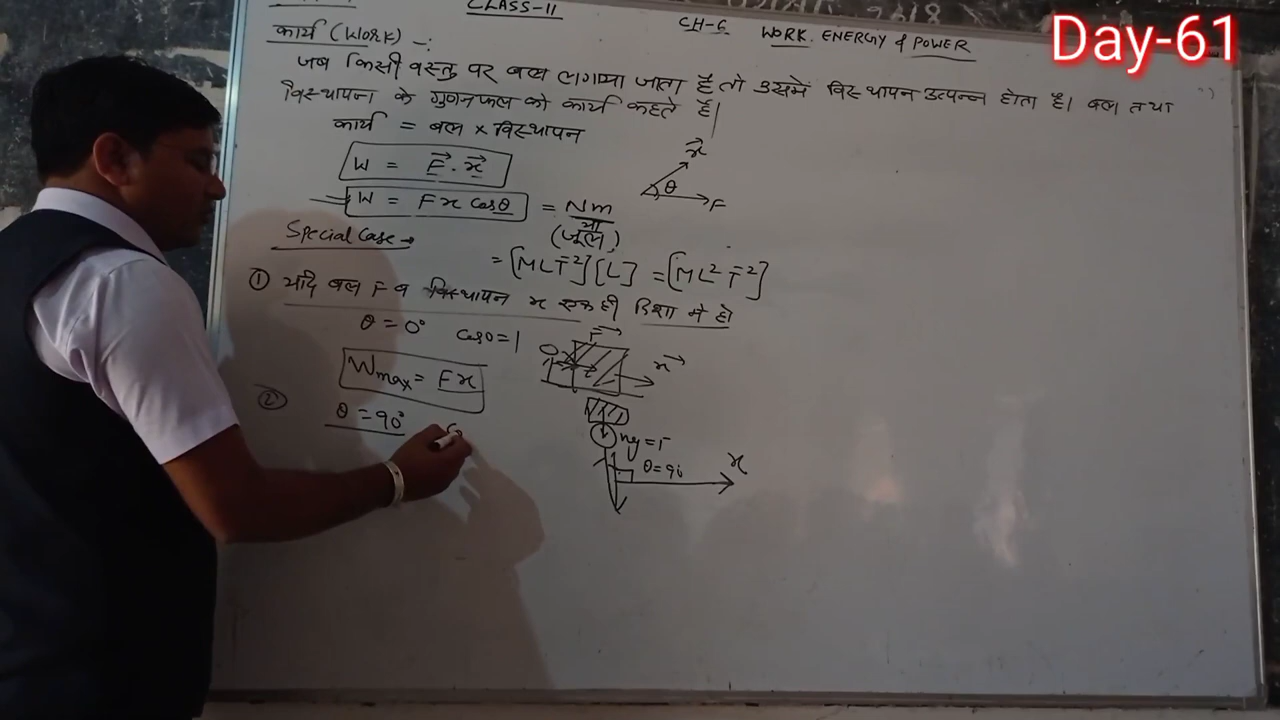 CLASS-11
CH-6 WORK. ENERGY & POWER
Day-61
कार्य (Work) -:
जब किसी वस्तु पर बल लगाया जाता है तो उसमें विस्थापन उत्पन्न होता है। बल तथा
विस्थापन के गुणनफल को कार्य कहते हैं।
कार्य = बल × विस्थापन
W = F⃗ . x⃗
x⃗
θ
F
W = Fx Cosθ = Nm
या
(जूल)
Special Case →
= [MLT⁻²][L] = [ML²T⁻²]
① यदि बल F व विस्थापन x एक ही दिशा मे हो
θ = 0° Cos0 = 1
F⃗
x⃗
Wmax = Fx
② θ = 90°
mg = F
θ = 90
x